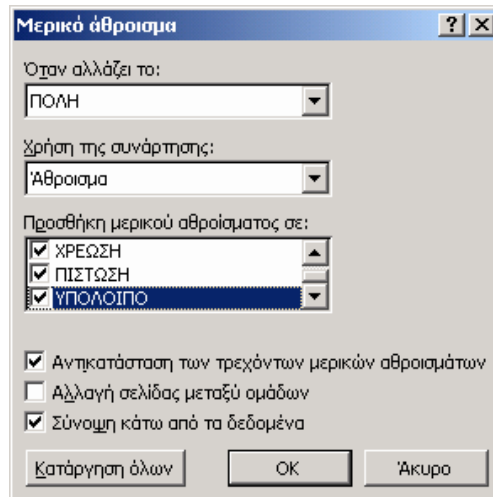 Μερικό άθροισμα
Όταν αλλάζει το:
ΠΟΛΗ
Χρήση της συνάρτησης:
Άθροισμα
Προσθήκη μερικού αθροίσματος σε:
ΧΡΕΩΣΗ
ΠΙΣΤΩΣΗ
ΥΠΟΛΟΙΠΟ
Αντικατάσταση των τρεχόντων μερικών αθροισμάτων
Αλλαγή σελίδας μεταξύ ομάδων
Σύνοψη κάτω από τα δεδομένα
Κατάργηση όλων OK Άκυρο